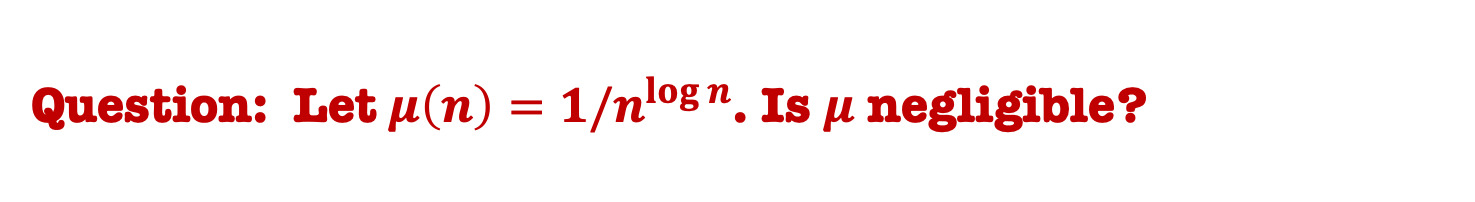 Question: Let μ(n) = 1/n^{log n}. Is μ negligible?